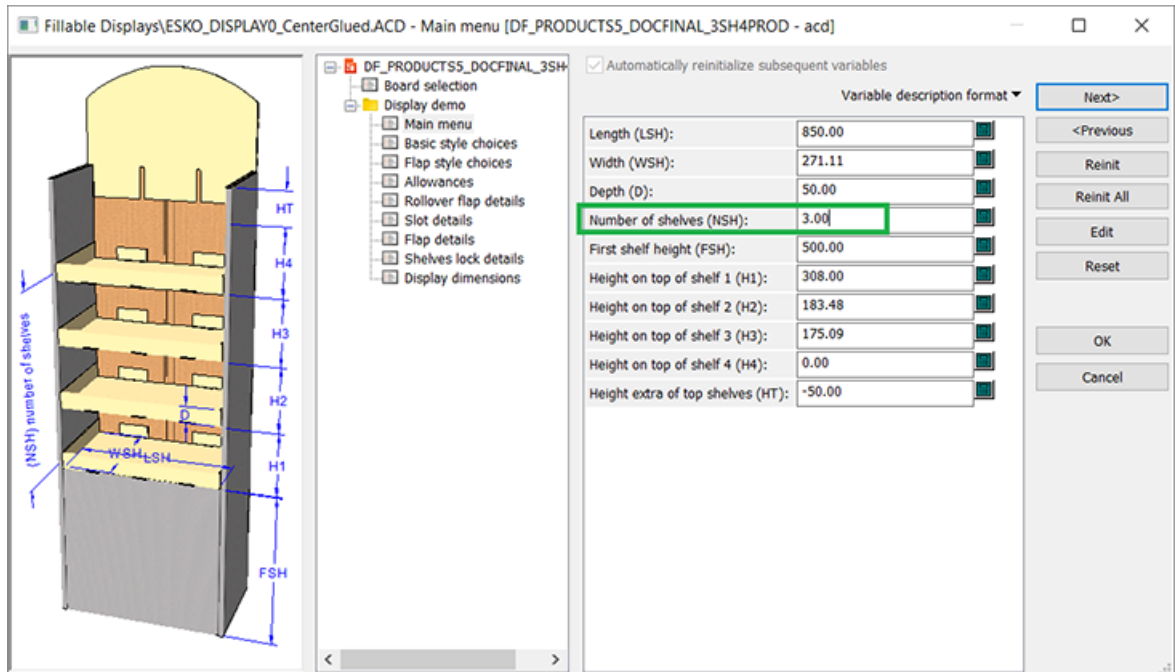 Fillable Displays\ESKO_DISPLAY0_CenterGlued.ACD - Main menu [DF_PRODUCTS5_DOCFINAL_3SH4PROD - acd]
HT
H4
H3
H2
H1
FSH
D
WSH
LSH
(NSH) number of shelves
DF_PRODUCTS5_DOCFINAL_3SH
Board selection
Display demo
Main menu
Basic style choices
Flap style choices
Allowances
Rollover flap details
Slot details
Flap details
Shelves lock details
Display dimensions
Automatically reinitialize subsequent variables
Variable description format
Length (LSH): 850.00
Width (WSH): 271.11
Depth (D): 50.00
Number of shelves (NSH): 3.00
First shelf height (FSH): 500.00
Height on top of shelf 1 (H1): 308.00
Height on top of shelf 2 (H2): 183.48
Height on top of shelf 3 (H3): 175.09
Height on top of shelf 4 (H4): 0.00
Height extra of top shelves (HT): -50.00
Next>
<Previous
Reinit
Reinit All
Edit
Reset
OK
Cancel